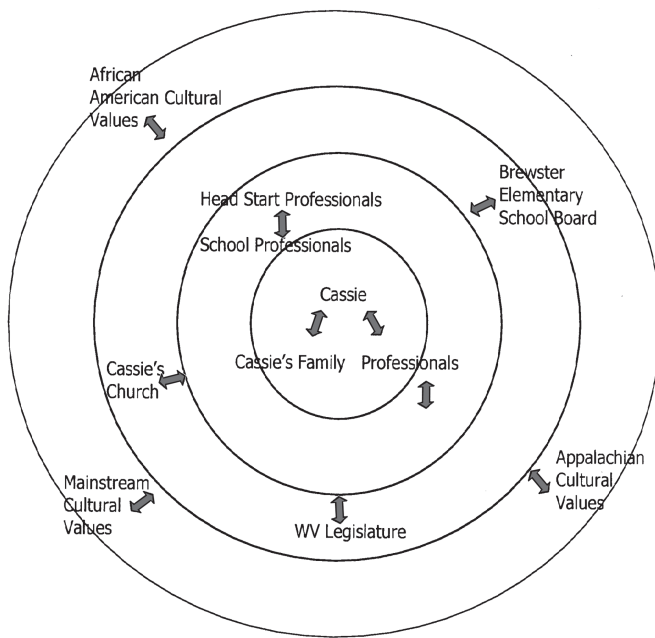 African
American Cultural
Values
Brewster
Elementary
School Board
Head Start Professionals
School Professionals
Cassie
Cassie's Family
Professionals
Cassie's
Church
Appalachian
Cultural
Values
Mainstream
Cultural
Values
WV Legislature